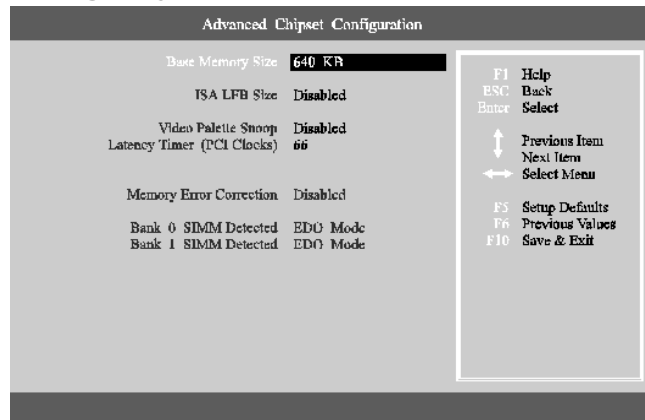 Advanced Chipset Configuration
Base Memory Size 640 KB
ISA LFB Size Disabled
Video Palette Snoop Disabled
Latency Timer (PCI Clocks) 66
Memory Error Correction Disabled
Bank 0 SIMM Detected EDO Mode
Bank 1 SIMM Detected EDO Mode
F1 Help
ESC Back
Enter Select
Previous Item
Next Item
Select Menu
F5 Setup Defaults
F6 Previous Values
F10 Save & Exit